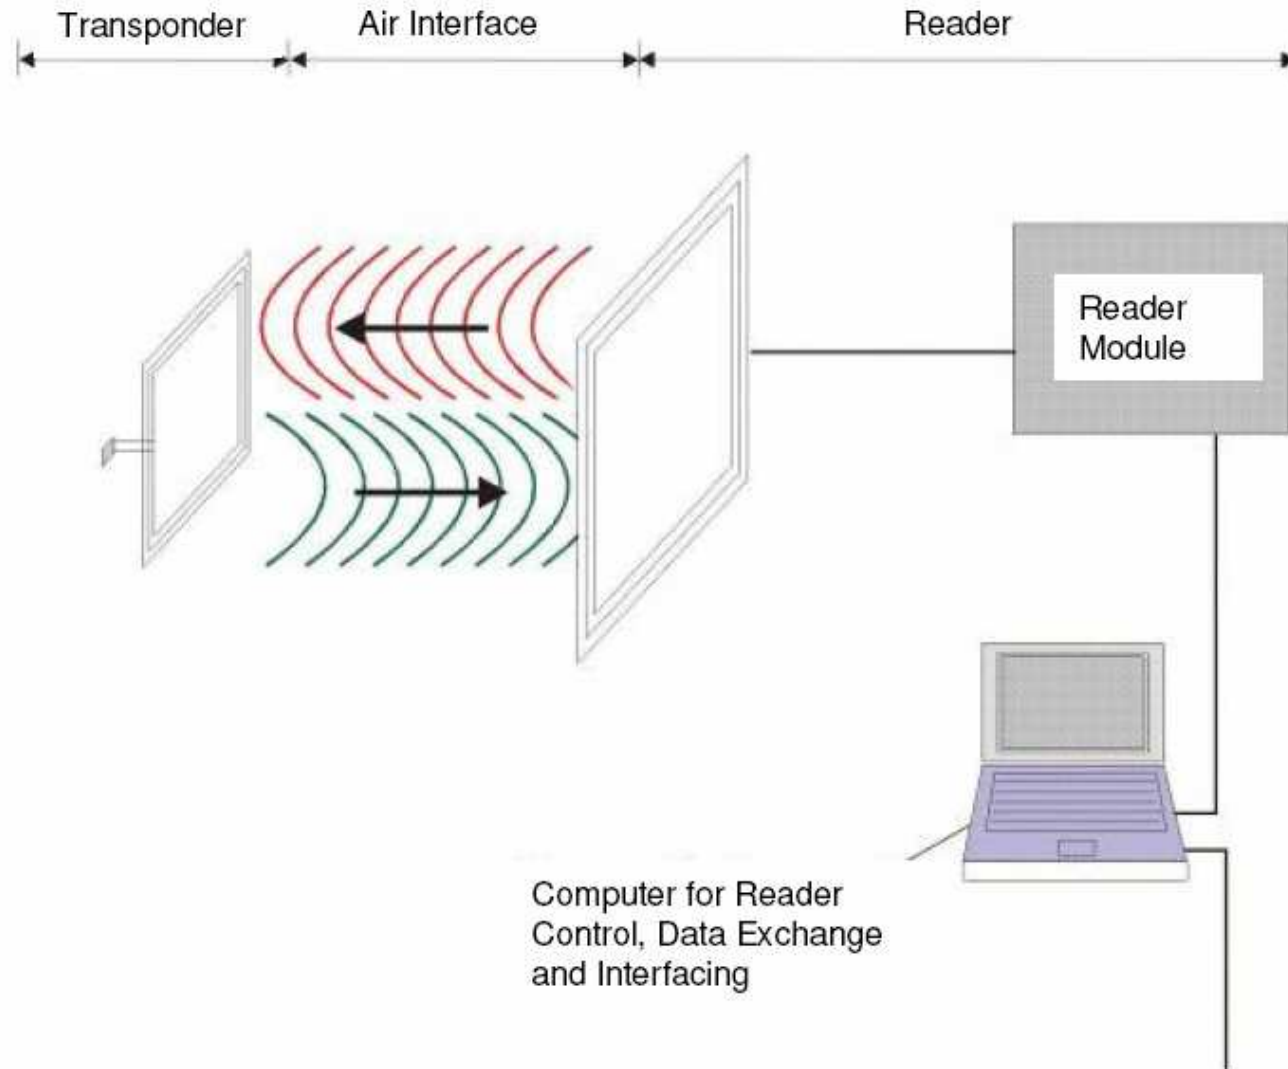 Transponder
Air Interface
Reader
Reader
Module
Computer for Reader
Control, Data Exchange
and Interfacing